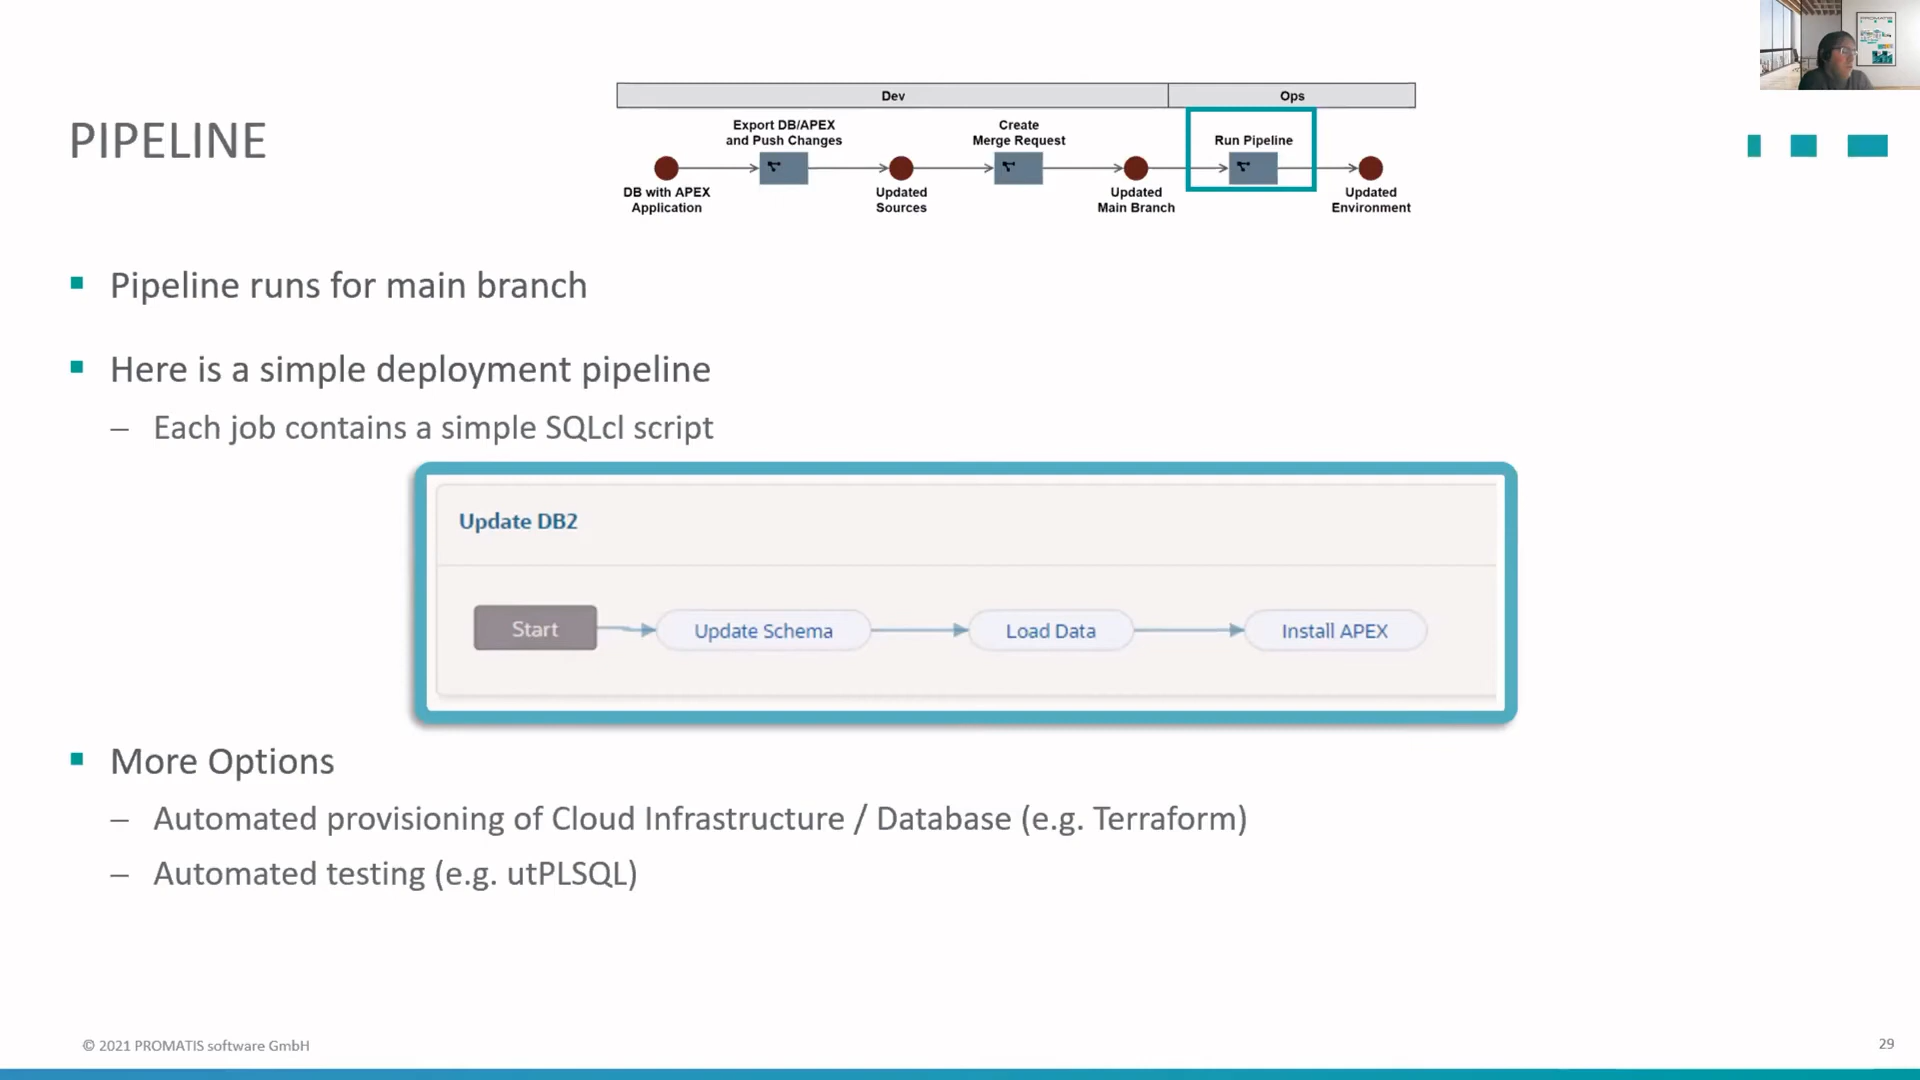 PROMATIS
PIPELINE
Dev
Ops
Export DB/APEX
and Push Changes
Create
Merge Request
Run Pipeline
DB with APEX
Application
Updated
Sources
Updated
Main Branch
Updated
Environment
Pipeline runs for main branch
Here is a simple deployment pipeline
– Each job contains a simple SQLcl script
Update DB2
Start
Update Schema
Load Data
Install APEX
More Options
– Automated provisioning of Cloud Infrastructure / Database (e.g. Terraform)
– Automated testing (e.g. utPLSQL)
© 2021 PROMATIS software GmbH
29